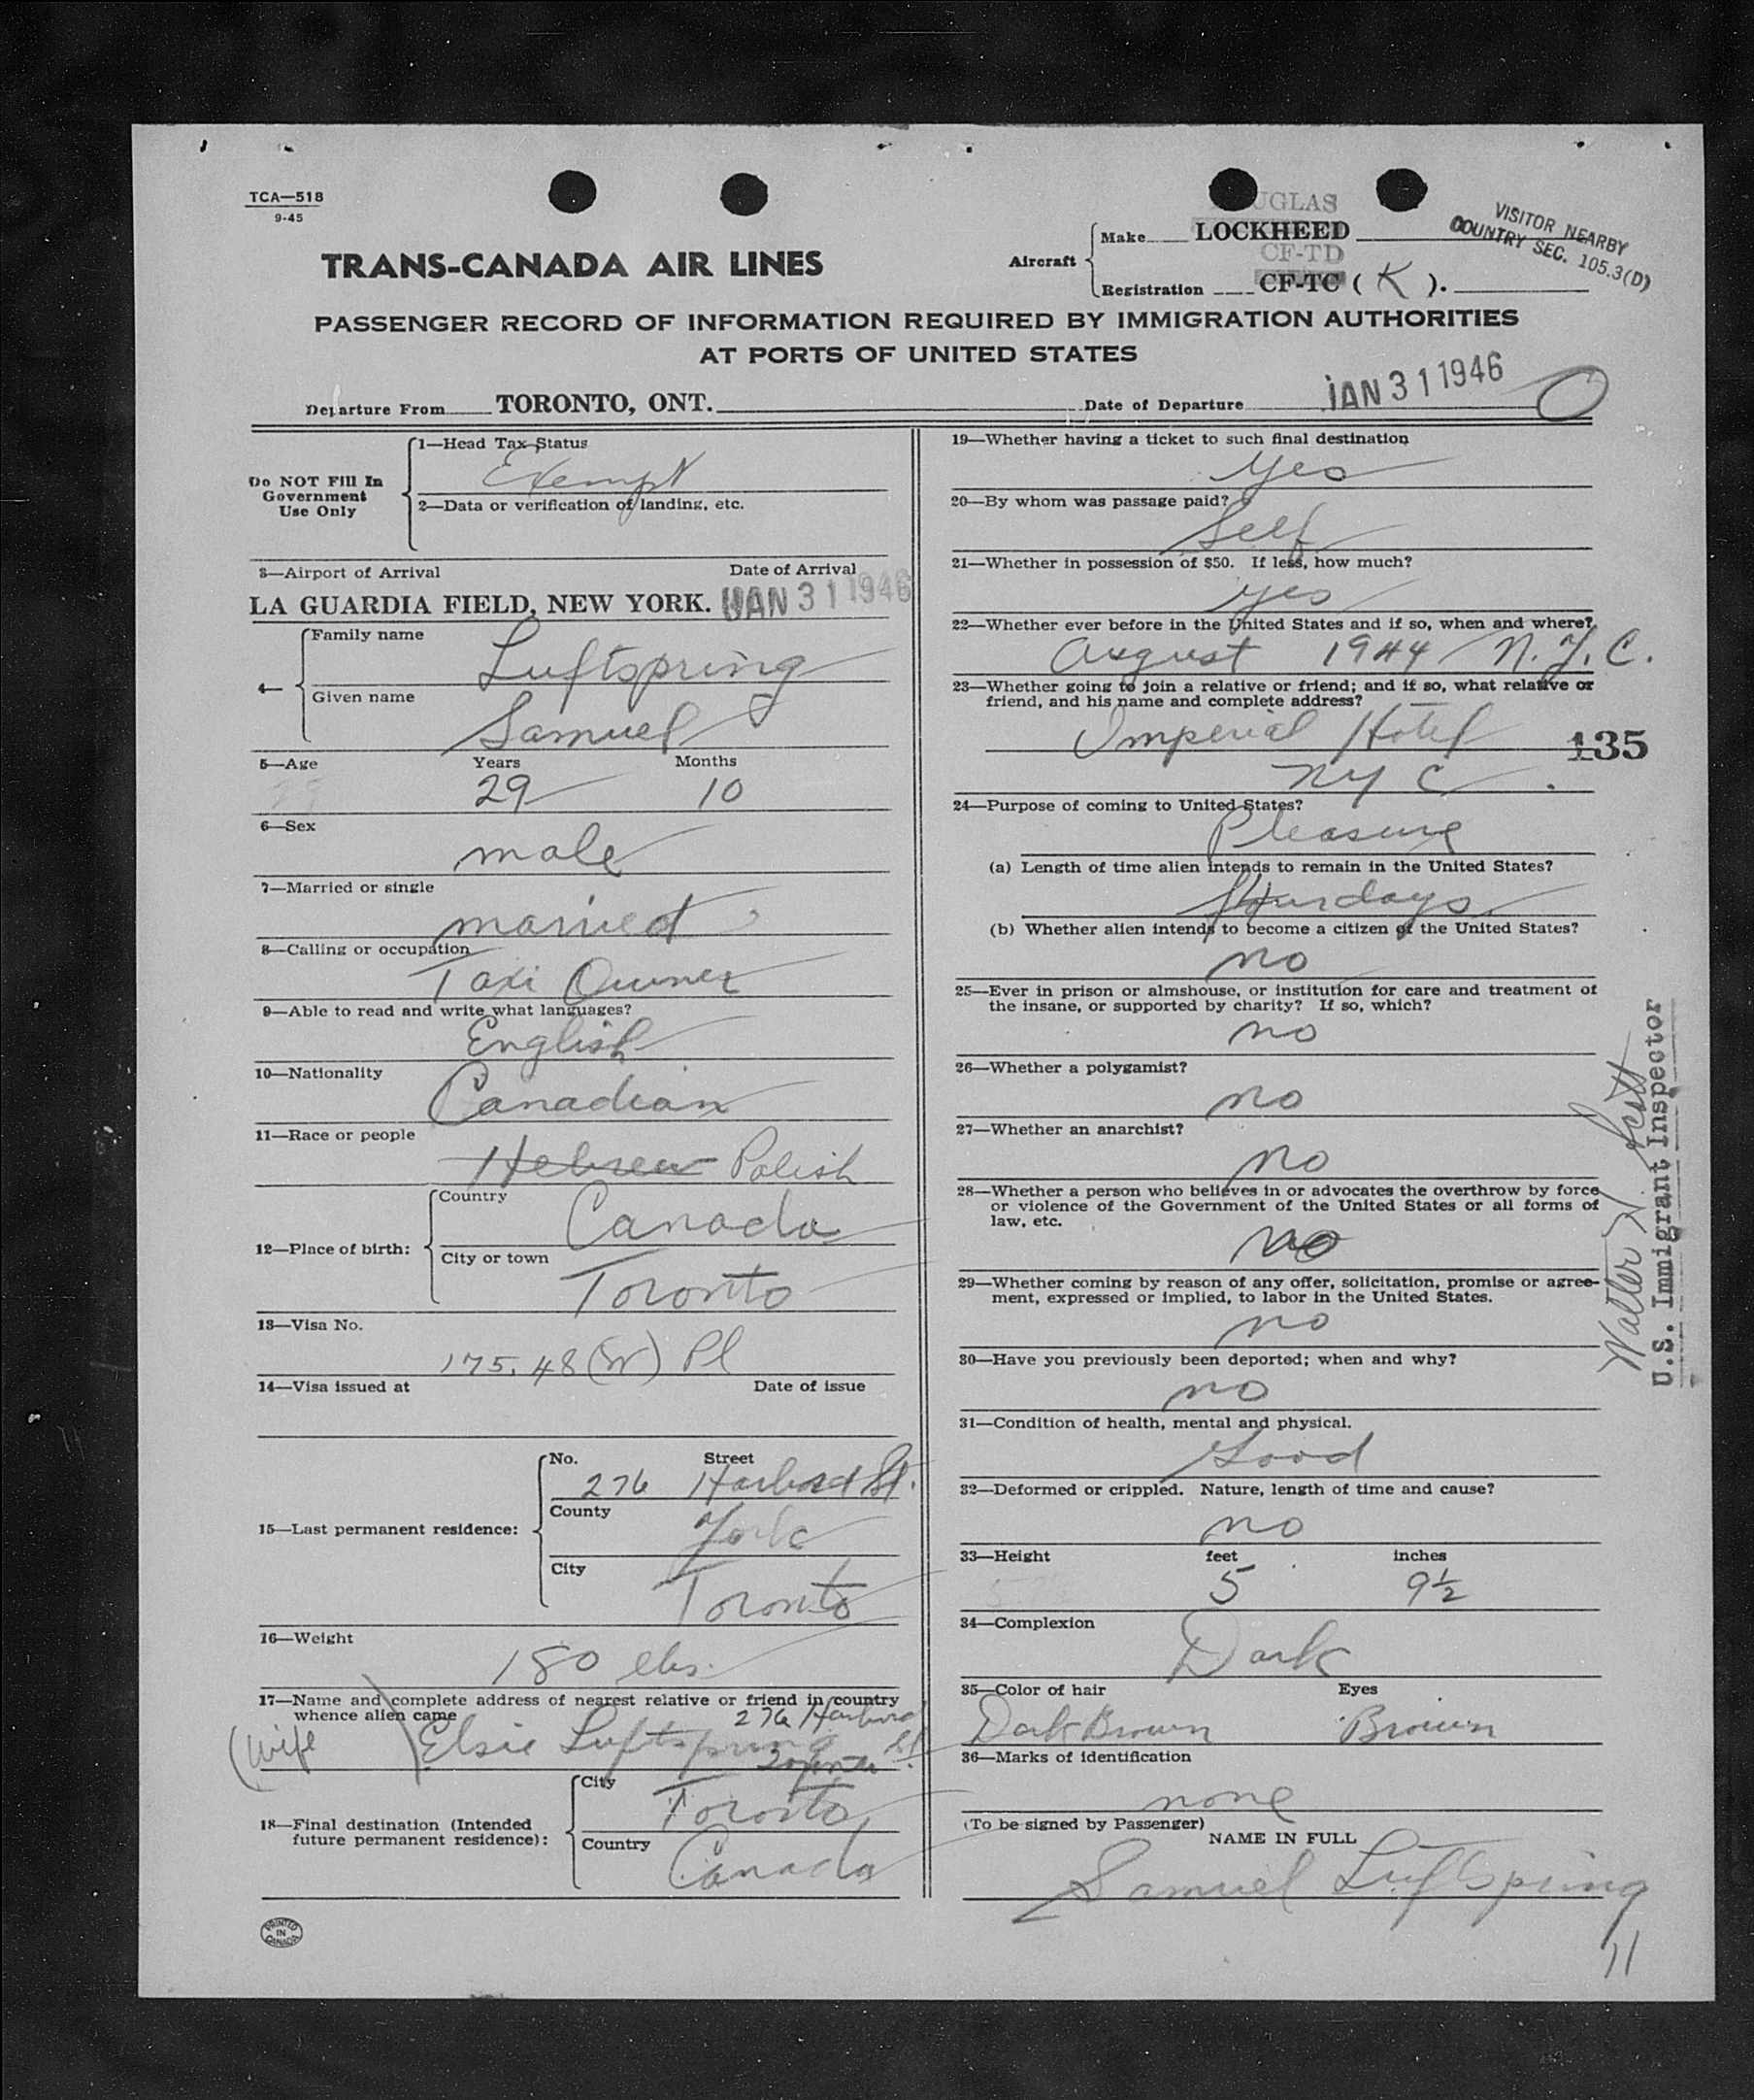 TCA—518
9-45
TRANS-CANADA AIR LINES
UGLAS
Aircraft
Make LOCKHEED
CF-TD
Registration CF-TC ( K ).
VISITOR NEARBY
COUNTRY SEC. 105.3(D)
PASSENGER RECORD OF INFORMATION REQUIRED BY IMMIGRATION AUTHORITIES
AT PORTS OF UNITED STATES
Departure From TORONTO, ONT. Date of Departure JAN 31 1946
Do NOT Fill In
Government
Use Only
1—Head Tax Status
Exempt
2—Data or verification of landing, etc.
3—Airport of Arrival Date of Arrival
LA GUARDIA FIELD, NEW YORK. JAN 31 1946
4—
Family name
Luftspring
Given name
Samuel
5—Age Years Months
29 10
6—Sex
male
7—Married or single
married
8—Calling or occupation
Taxi Owner
9—Able to read and write what languages?
English
10—Nationality
Canadian
11—Race or people
Hebrew Polish
12—Place of birth:
Country
Canada
City or town
Toronto
13—Visa No.
175.48 (W) Pl
14—Visa issued at Date of issue
15—Last permanent residence:
No. Street
276 Harbord St.
County
York
City
Toronto
16—Weight
180 lbs.
17—Name and complete address of nearest relative or friend in country
whence alien came
276 Harbord
(Wife) Elsie Luftspring St.
Toronto
18—Final destination (Intended
future permanent residence):
City
Toronto
Country
Canada
PRINTED
IN
CANADA
19—Whether having a ticket to such final destination
yes
20—By whom was passage paid?
Self
21—Whether in possession of $50. If less, how much?
yes
22—Whether ever before in the United States and if so, when and where?
August 1944 N.Y.C.
23—Whether going to join a relative or friend; and if so, what relative or
friend, and his name and complete address?
Imperial Hotel
135
NYC.
24—Purpose of coming to United States?
Pleasure
(a) Length of time alien intends to remain in the United States?
days
(b) Whether alien intends to become a citizen of the United States?
no
25—Ever in prison or almshouse, or institution for care and treatment of
the insane, or supported by charity? If so, which?
no
26—Whether a polygamist?
no
27—Whether an anarchist?
no
28—Whether a person who believes in or advocates the overthrow by force
or violence of the Government of the United States or all forms of
law, etc.
no
29—Whether coming by reason of any offer, solicitation, promise or agree-
ment, expressed or implied, to labor in the United States.
no
30—Have you previously been deported; when and why?
no
31—Condition of health, mental and physical.
Good
32—Deformed or crippled. Nature, length of time and cause?
no
33—Height feet inches
5 9½
34—Complexion
Dark
35—Color of hair Eyes
Dark Brown Brown
36—Marks of identification
none
(To be signed by Passenger)
NAME IN FULL
Samuel Luftspring
11
Walter Scott
U.S. Immigrant Inspector